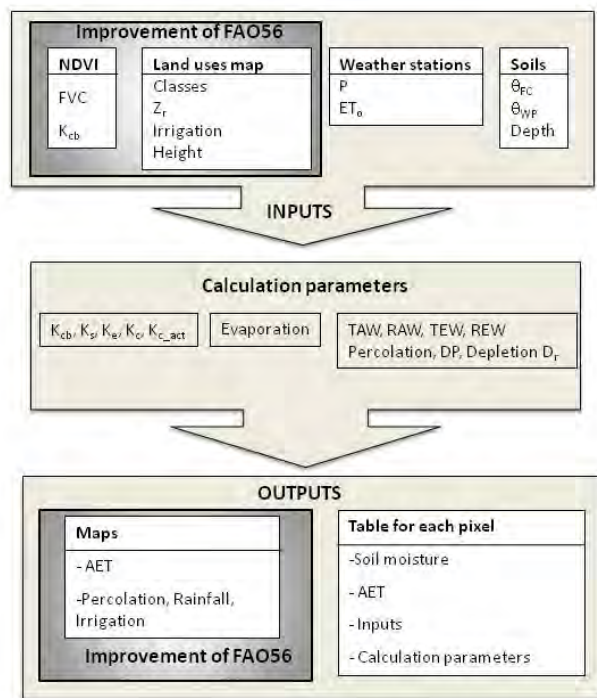 Improvement of FAO56
NDVI
FVC
Kcb
Land uses map
Classes
Zr
Irrigation
Height
Weather stations
P
ETo
Soils
θFC
θWP
Depth
INPUTS
Calculation parameters
Kcb, Ks, Ke, Kc, Kc_act
Evaporation
TAW, RAW, TEW, REW
Percolation, DP, Depletion Dr
OUTPUTS
Maps
- AET
-Percolation, Rainfall,
Irrigation
Improvement of FAO56
Table for each pixel
-Soil moisture
- AET
- Inputs
- Calculation parameters